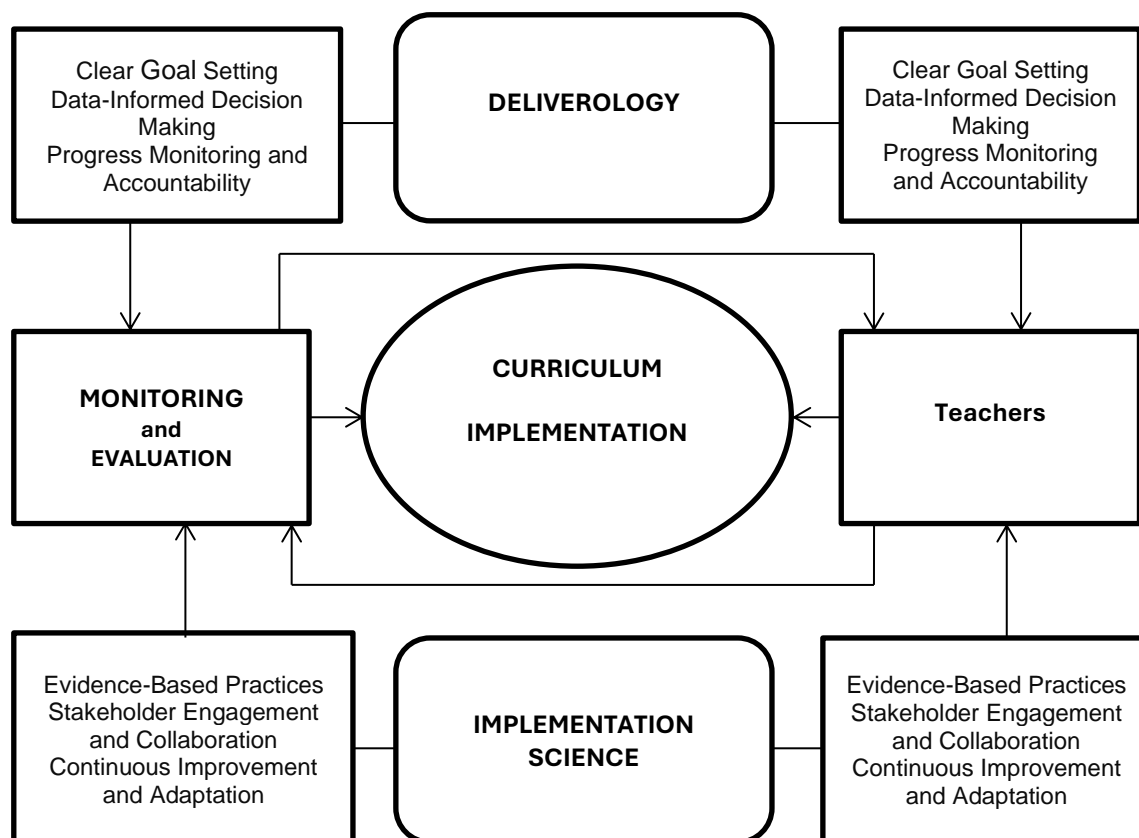 Clear Goal Setting
Data-Informed Decision
Making
Progress Monitoring and
Accountability
DELIVEROLOGY
Clear Goal Setting
Data-Informed Decision
Making
Progress Monitoring
and Accountability
MONITORING
and
EVALUATION
CURRICULUM
IMPLEMENTATION
Teachers
Evidence-Based Practices
Stakeholder Engagement
and Collaboration
Continuous Improvement
and Adaptation
IMPLEMENTATION
SCIENCE
Evidence-Based Practices
Stakeholder Engagement
and Collaboration
Continuous Improvement
and Adaptation